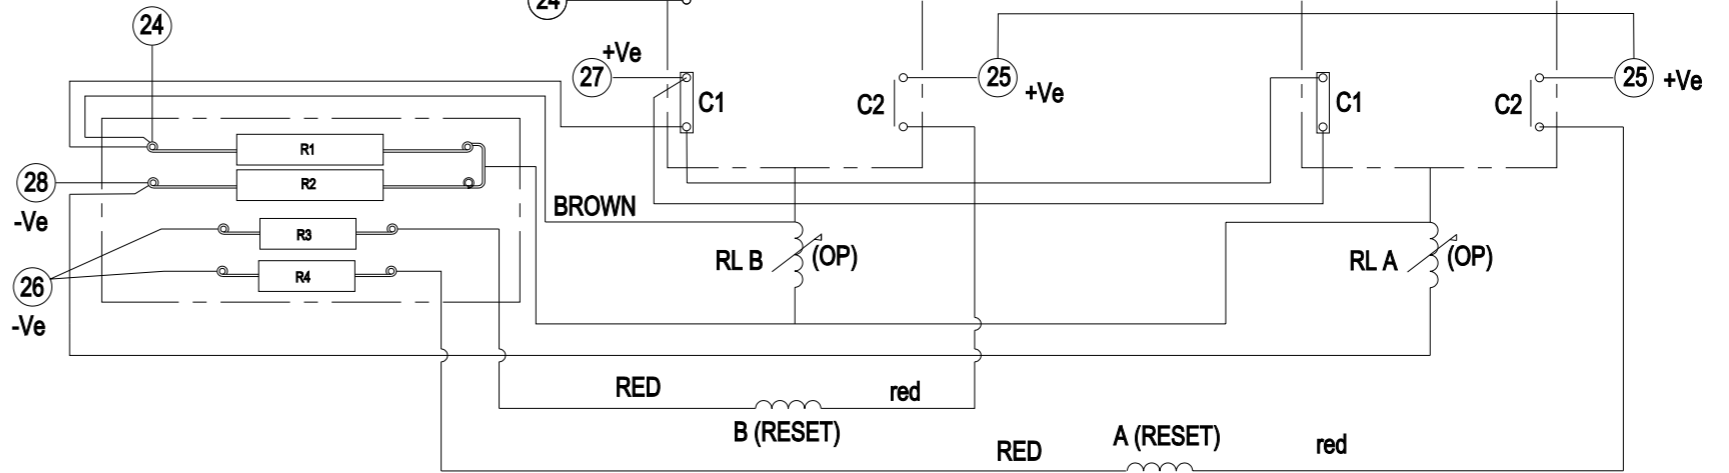 24
24
+Ve
27
C1
C2
25
+Ve
C1
C2
25
+Ve
R1
28
-Ve
R2
BROWN
R3
RL B
(OP)
RL A
(OP)
26
-Ve
R4
RED
red
B (RESET)
RED
A (RESET)
red